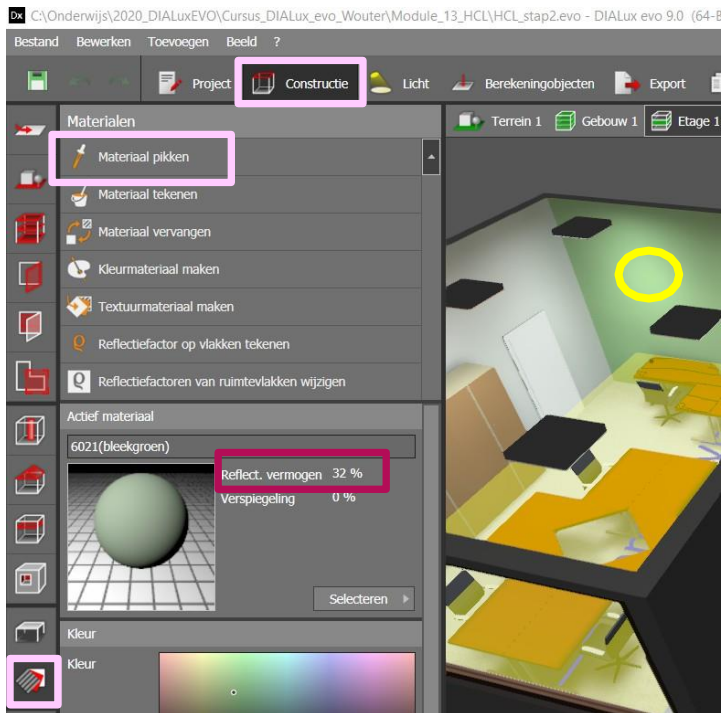 Dx C:\Onderwijs\2020_DIALuxEVO\Cursus_DIALux_evo_Wouter\Module_13_HCL\HCL_stap2.evo - DIALux evo 9.0 (64-B
Bestand Bewerken Toevoegen Beeld ?
Project Constructie Licht Berekeningobjecten Export
Materialen
Terrein 1 Gebouw 1 Etage 1
Materiaal pikken
Materiaal tekenen
Materiaal vervangen
Kleurmateriaal maken
Textuurmateriaal maken
Reflectiefactor op vlakken tekenen
Reflectiefactoren van ruimtevlakken wijzigen
Actief materiaal
6021(bleekgroen)
Reflect. vermogen 32 %
Verspiegeling 0 %
Selecteren
Kleur
Kleur